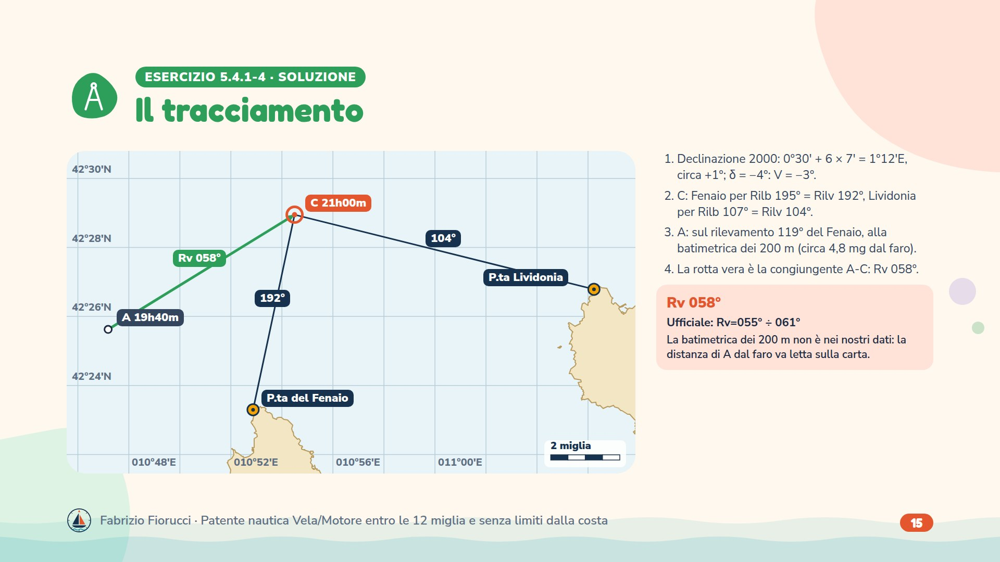 ESERCIZIO 5.4.1-4 · SOLUZIONE
Il tracciamento
42°30'N
42°28'N
42°26'N
42°24'N
010°48'E
010°52'E
010°56'E
011°00'E
C 21h00m
104°
Rv 058°
P.ta Lividonia
192°
A 19h40m
P.ta del Fenaio
2 miglia
1. Declinazione 2000: 0°30' + 6 × 7' = 1°12'E,
circa +1°; δ = −4°: V = −3°.
2. C: Fenaio per Rilb 195° = Rilv 192°, Lividonia
per Rilb 107° = Rilv 104°.
3. A: sul rilevamento 119° del Fenaio, alla
batimetrica dei 200 m (circa 4,8 mg dal faro).
4. La rotta vera è la congiungente A-C: Rv 058°.
Rv 058°
Ufficiale: Rv=055° ÷ 061°
La batimetrica dei 200 m non è nei nostri dati: la
distanza di A dal faro va letta sulla carta.
Fabrizio Fiorucci · Patente nautica Vela/Motore entro le 12 miglia e senza limiti dalla costa
15